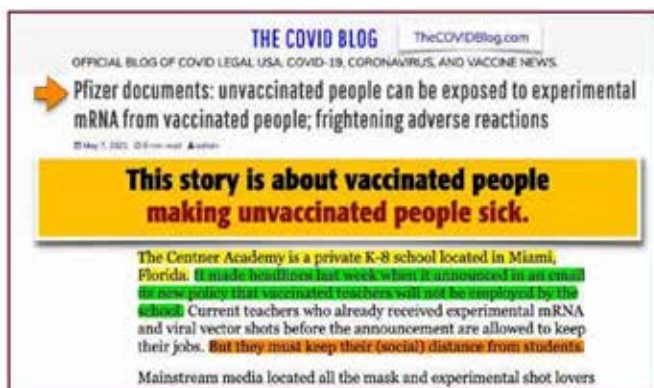 THE COVID BLOG
TheCOVIDBlog.com
OFFICIAL BLOG OF COVID LEGAL USA, COVID-19, CORONAVIRUS, AND VACCINE NEWS.
Pfizer documents: unvaccinated people can be exposed to experimental
mRNA from vaccinated people; frightening adverse reactions
May 7, 2021 min read admin
This story is about vaccinated people
making unvaccinated people sick.
The Centner Academy is a private K-8 school located in Miami,
Florida. It made headlines last week when it announced in an email
its new policy that vaccinated teachers will not be employed by the
school. Current teachers who already received experimental mRNA
and viral vector shots before the announcement are allowed to keep
their jobs. But they must keep their (social) distance from students.
Mainstream media located all the mask and experimental shot lovers